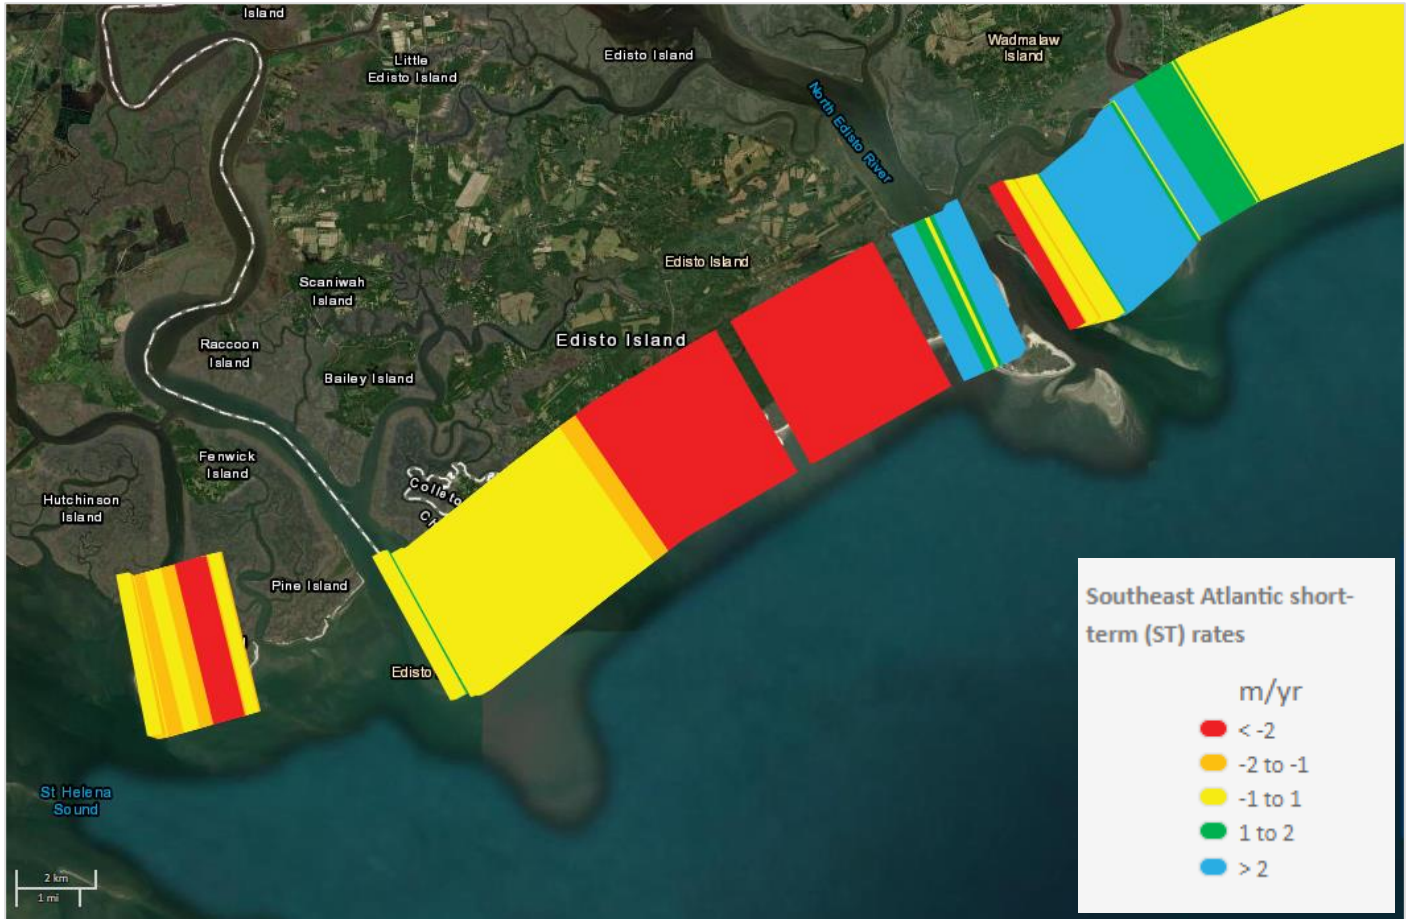 Island
Little
Edisto Island
Edisto Island
Wadmalaw
Island
North Edisto River
Edisto Island
Scaniwah
Island
Raccoon
Island
Edisto Island
Bailey Island
Fenwick
Island
Colleto
Ch
Hutchinson
Island
Pine Island
Edisto
St Helena
Sound
2 km
1 mi
Southeast Atlantic short-
term (ST) rates
m/yr
< -2
-2 to -1
-1 to 1
1 to 2
> 2